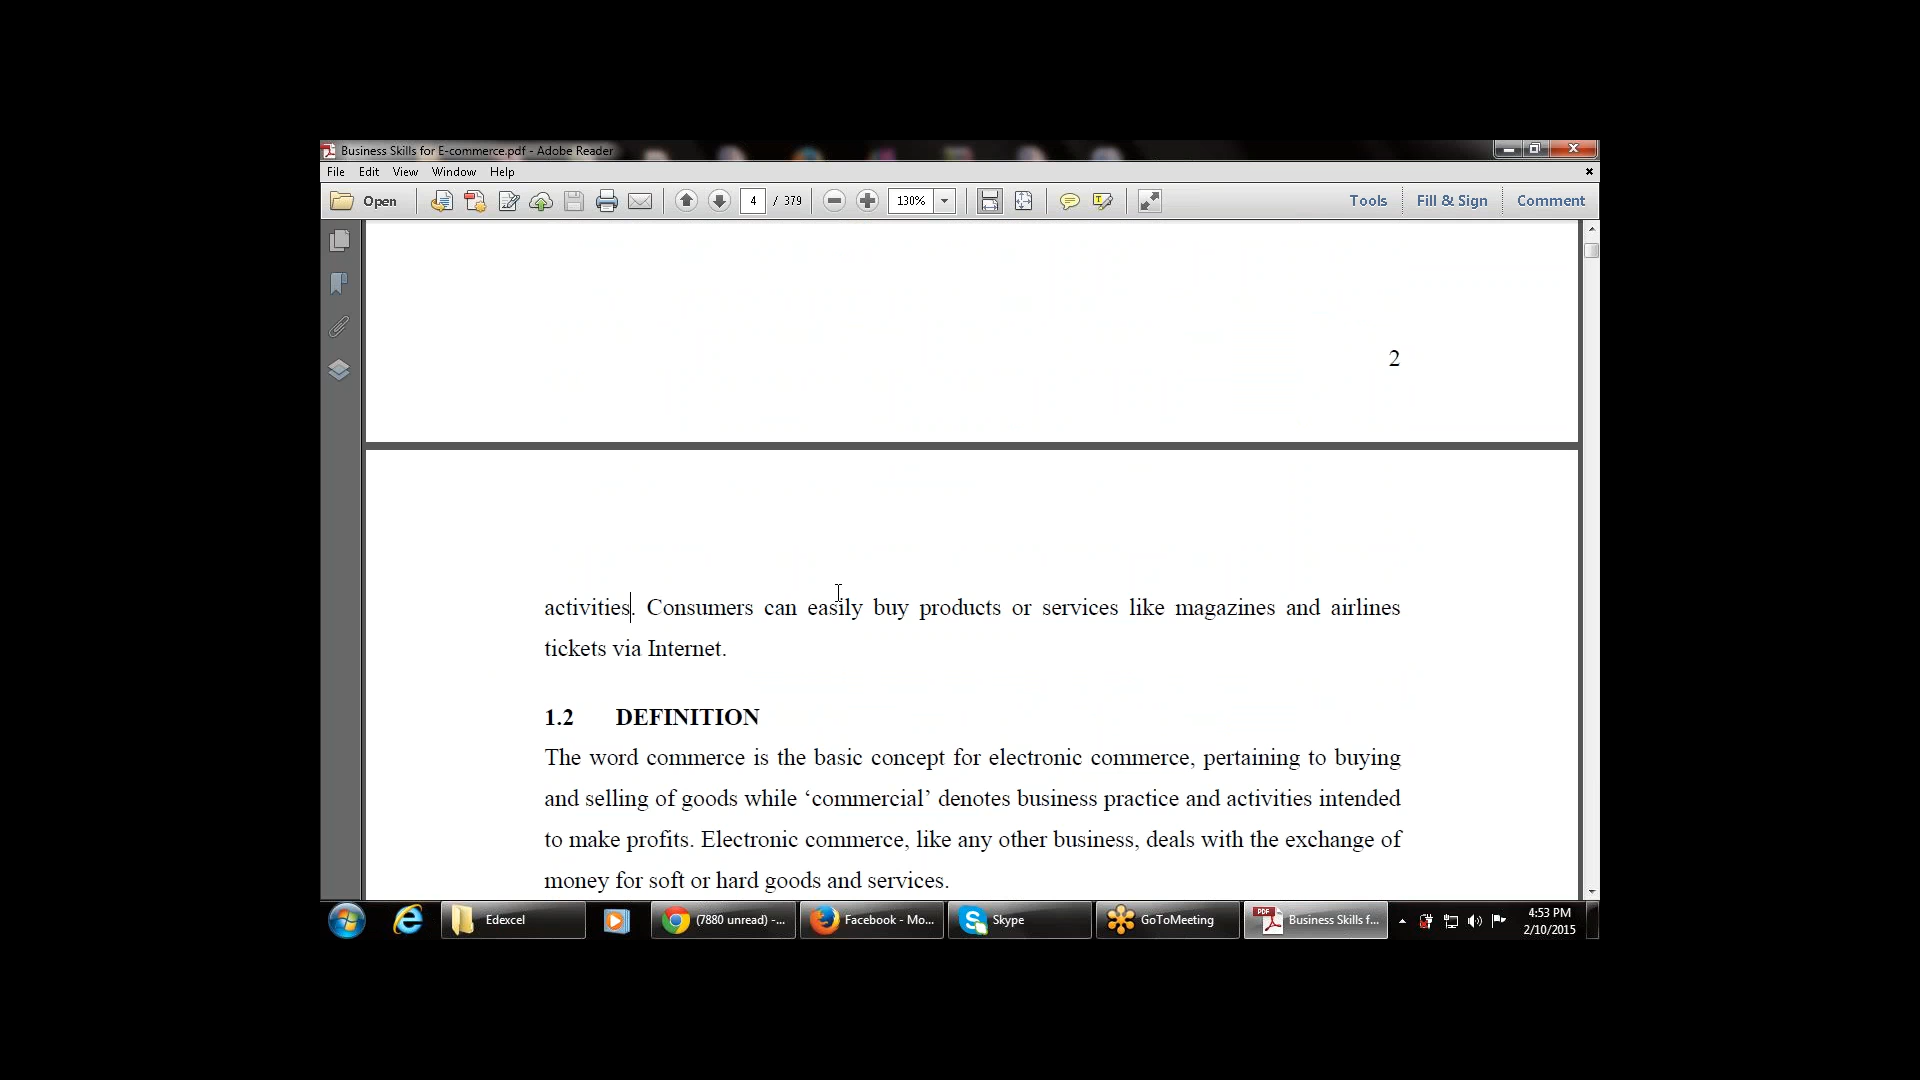 Business Skills for E-commerce.pdf - Adobe Reader
File Edit View Window Help
Open 4 / 379 130% Tools Fill & Sign Comment
2
activities. Consumers can easily buy products or services like magazines and airlines
tickets via Internet.
1.2 DEFINITION
The word commerce is the basic concept for electronic commerce, pertaining to buying
and selling of goods while ‘commercial’ denotes business practice and activities intended
to make profits. Electronic commerce, like any other business, deals with the exchange of
money for soft or hard goods and services.
Edexcel (7880 unread) -... Facebook - Mo... Skype GoToMeeting Business Skills f... 4:53 PM
2/10/2015